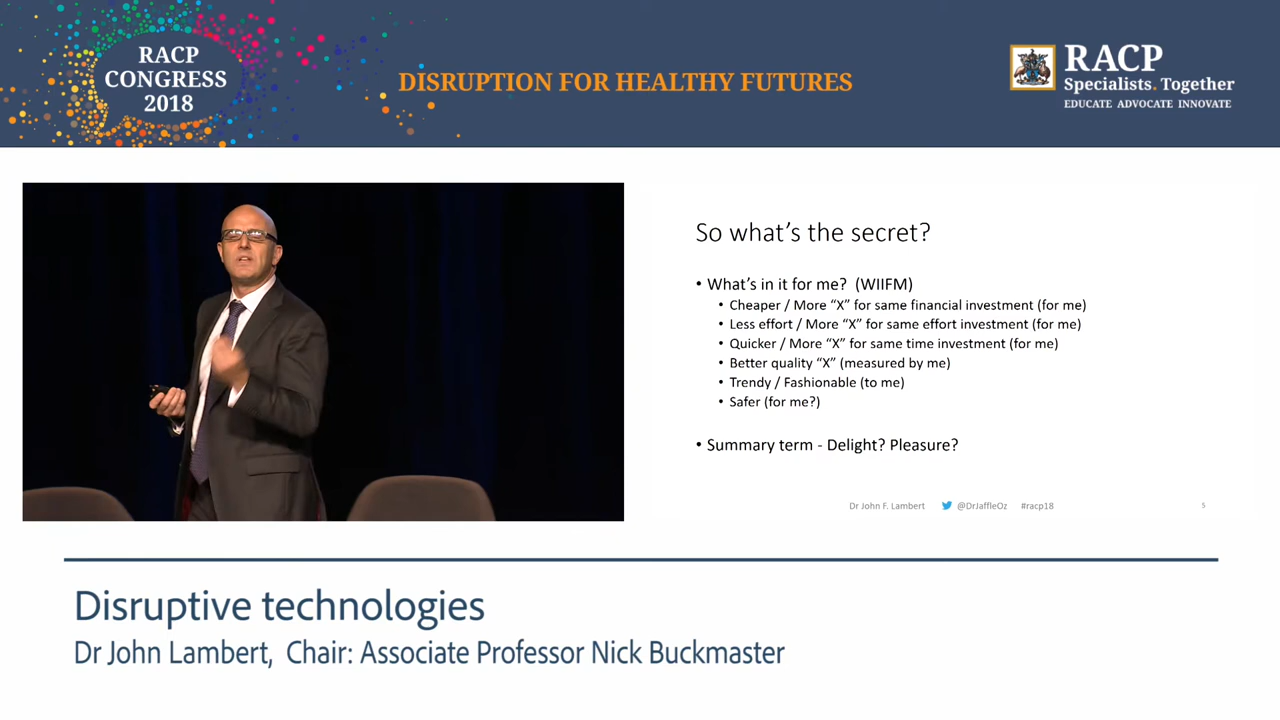 RACP
CONGRESS
2018
DISRUPTION FOR HEALTHY FUTURES
RACP
Specialists. Together
EDUCATE ADVOCATE INNOVATE
So what's the secret?
• What's in it for me? (WIIFM)
• Cheaper / More "X" for same financial investment (for me)
• Less effort / More "X" for same effort investment (for me)
• Quicker / More "X" for same time investment (for me)
• Better quality "X" (measured by me)
• Trendy / Fashionable (to me)
• Safer (for me?)
• Summary term - Delight? Pleasure?
Dr John F. Lambert @DrJaffleOz #racp18 5
Disruptive technologies
Dr John Lambert, Chair: Associate Professor Nick Buckmaster